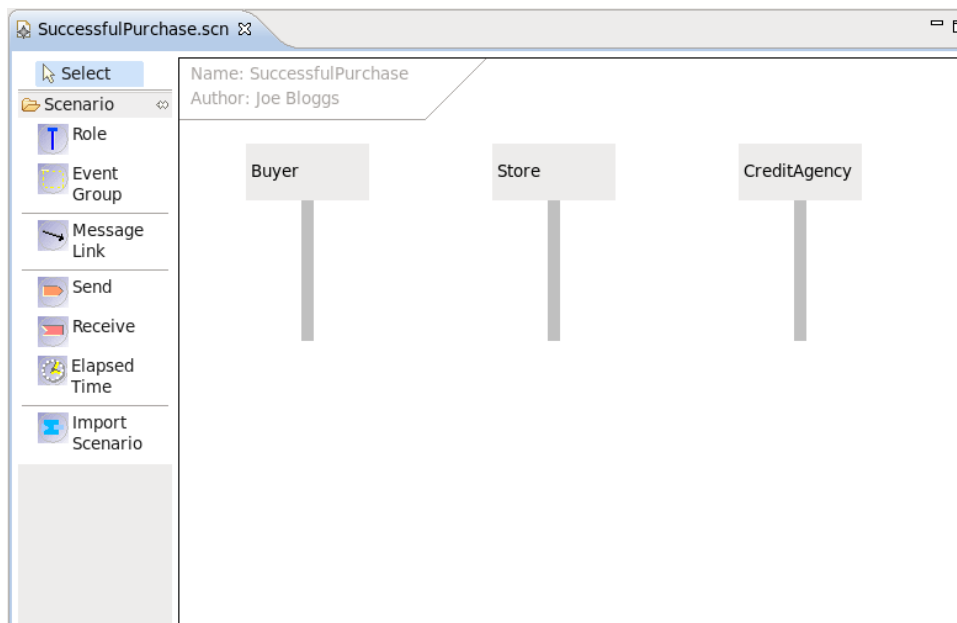 SuccessfulPurchase.scn
Select
Scenario
Role
Event
Group
Message
Link
Send
Receive
Elapsed
Time
Import
Scenario
Name: SuccessfulPurchase
Author: Joe Bloggs
Buyer
Store
CreditAgency